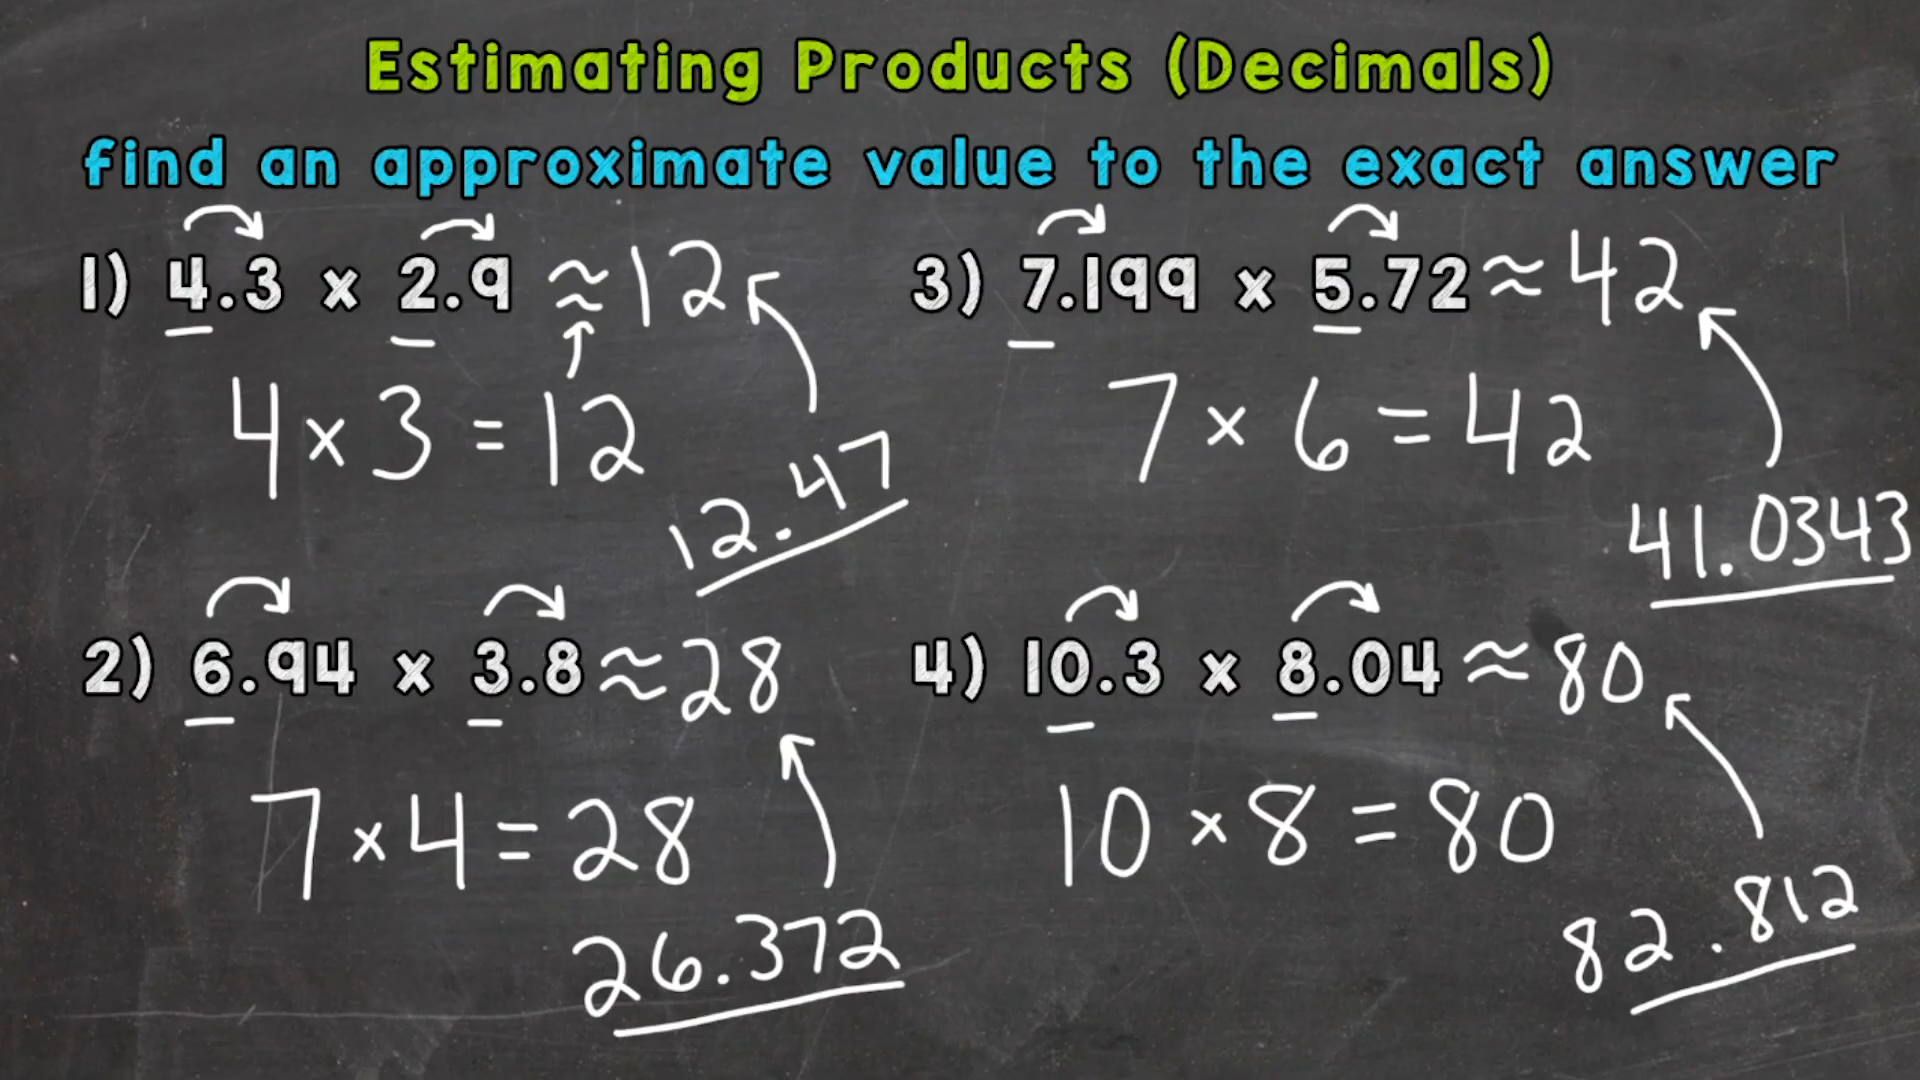 Estimating Products (Decimals)
find an approximate value to the exact answer
1) 4.3 x 2.9 ≈ 12
4 x 3 = 12
12.47
2) 6.94 x 3.8 ≈ 28
7 x 4 = 28
26.372
3) 7.199 x 5.72 ≈ 42
7 x 6 = 42
41.0343
4) 10.3 x 8.04 ≈ 80
10 x 8 = 80
82.812